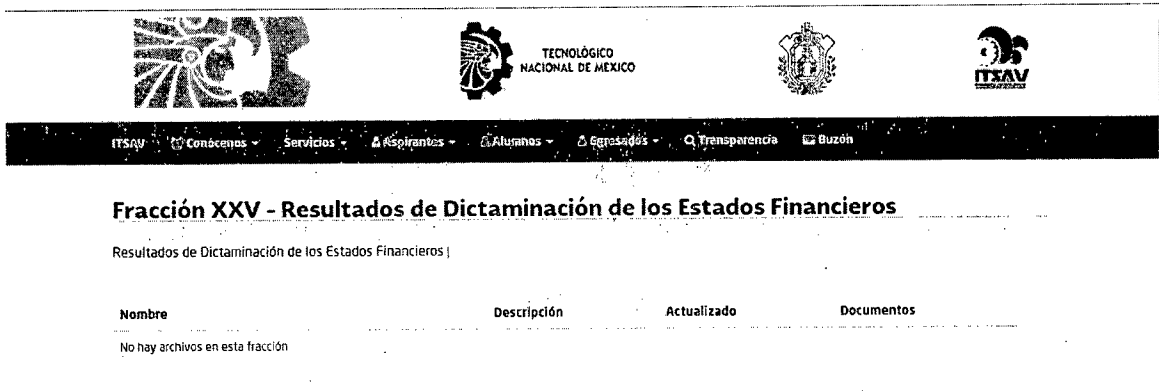 TECNOLÓGICO
NACIONAL DE MÉXICO
ITSAV
ITSAV Conócenos Servicios Aspirantes Alumnos Egresados Transparencia Buzón
Fracción XXV - Resultados de Dictaminación de los Estados Financieros
Resultados de Dictaminación de los Estados Financieros |
Nombre Descripción Actualizado Documentos
No hay archivos en esta fracción